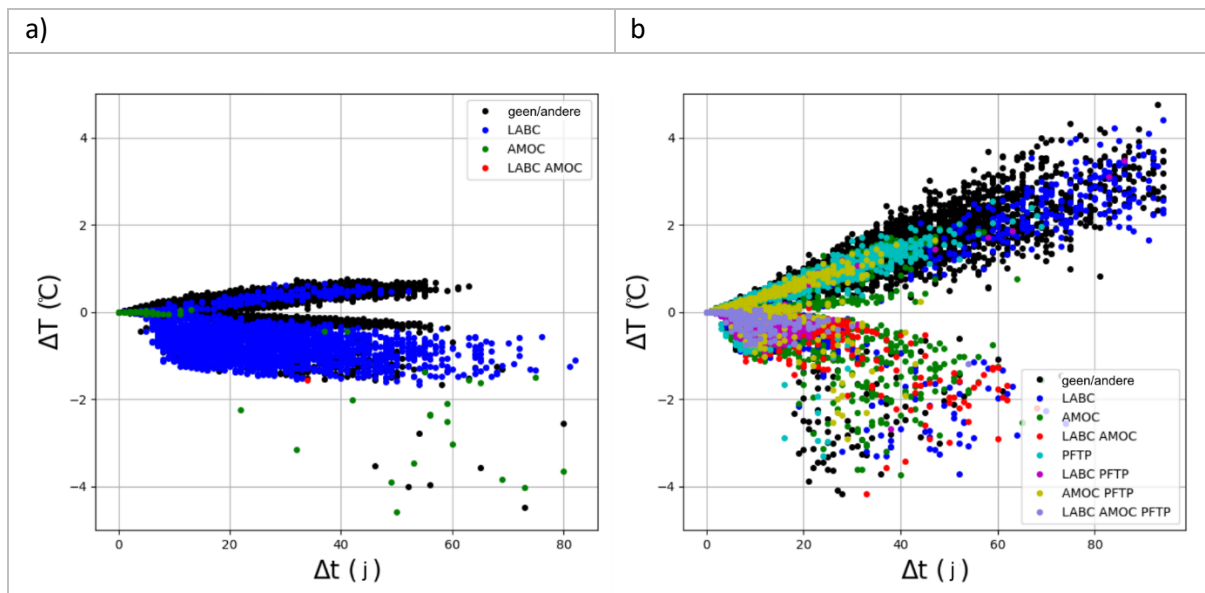 a)
b
4
2
0
−2
−4
0
20
40
60
80
ΔT (°C)
Δt ( j )
geen/andere
LABC
AMOC
LABC AMOC
4
2
0
−2
−4
0
20
40
60
80
ΔT (°C)
Δt ( j )
geen/andere
LABC
AMOC
LABC AMOC
PFTP
LABC PFTP
AMOC PFTP
LABC AMOC PFTP